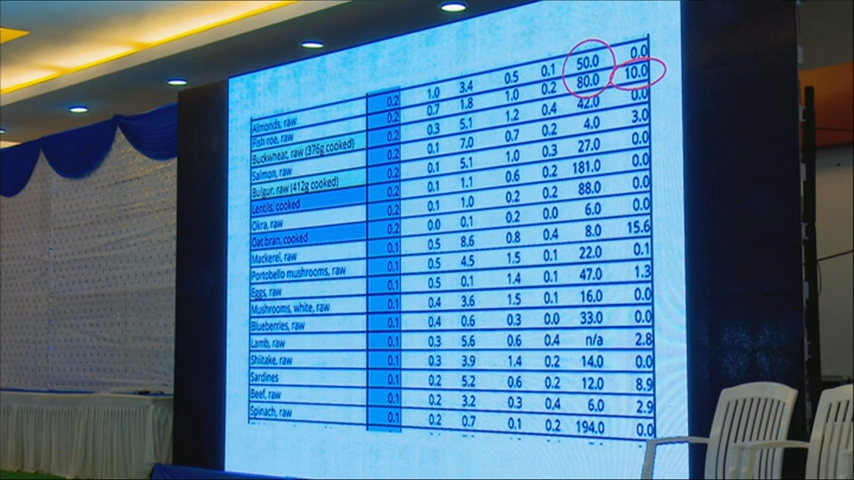 Almonds, raw 0.2 1.0 3.4 0.5 0.1 50.0 0.0
Fish roe, raw 0.2 0.7 1.8 1.0 0.2 80.0 10.0
Buckwheat, raw (376g cooked) 0.2 0.3 5.1 1.2 0.4 42.0 0.0
Salmon, raw 0.2 0.1 7.0 0.7 0.2 4.0 3.0
Bulgur, raw (412g cooked) 0.2 0.1 5.1 1.0 0.3 27.0 0.0
Lentils, cooked 0.2 0.1 1.1 0.6 0.2 181.0 0.0
Okra, raw 0.2 0.1 1.0 0.2 0.2 88.0 0.0
Oat bran, cooked 0.2 0.0 0.1 0.2 0.0 6.0 0.0
Mackerel, raw 0.1 0.5 8.6 0.8 0.4 8.0 15.6
Portobello mushrooms, raw 0.1 0.5 4.5 1.5 0.1 22.0 0.1
Eggs, raw 0.1 0.5 0.1 1.4 0.1 47.0 1.3
Mushrooms, white, raw 0.1 0.4 3.6 1.5 0.1 16.0 0.0
Blueberries, raw 0.1 0.4 0.6 0.3 0.0 33.0 0.0
Lamb, raw 0.1 0.3 5.6 0.6 0.4 n/a 2.8
Shiitake, raw 0.1 0.3 3.9 1.4 0.2 14.0 0.0
Sardines 0.1 0.2 5.2 0.6 0.2 12.0 8.9
Beef, raw 0.1 0.2 3.2 0.3 0.4 6.0 2.9
Spinach, raw 0.1 0.2 0.7 0.1 0.2 194.0 0.0